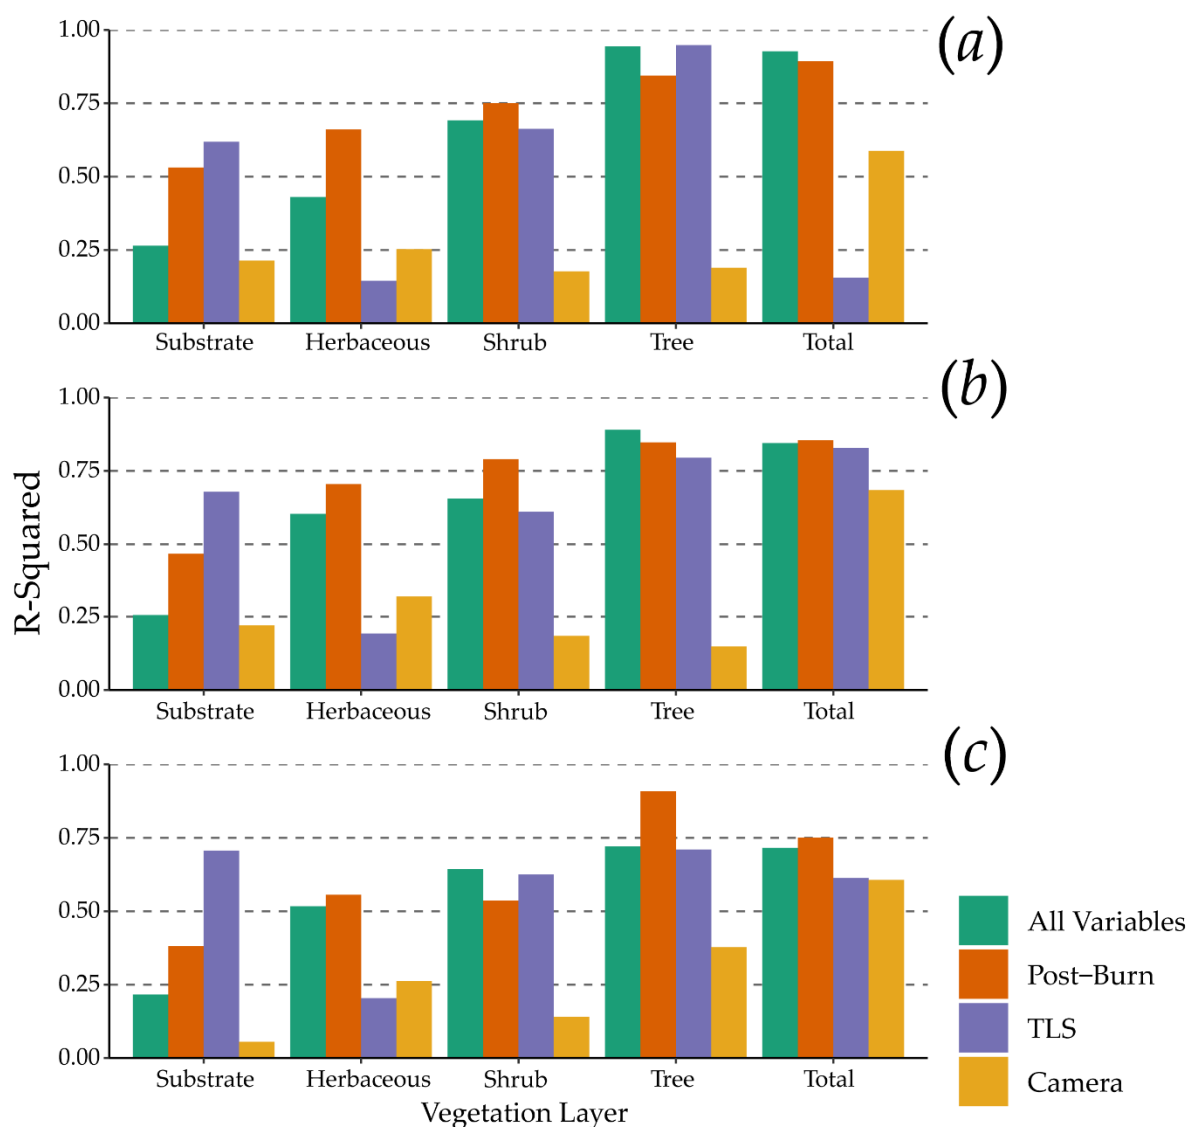 (a)
1.00
0.75
0.50
0.25
0.00
Substrate Herbaceous Shrub Tree Total
(b)
1.00
0.75
0.50
0.25
0.00
Substrate Herbaceous Shrub Tree Total
R-Squared
(c)
1.00
0.75
0.50
0.25
0.00
Substrate Herbaceous Shrub Tree Total
Vegetation Layer
All Variables
Post–Burn
TLS
Camera